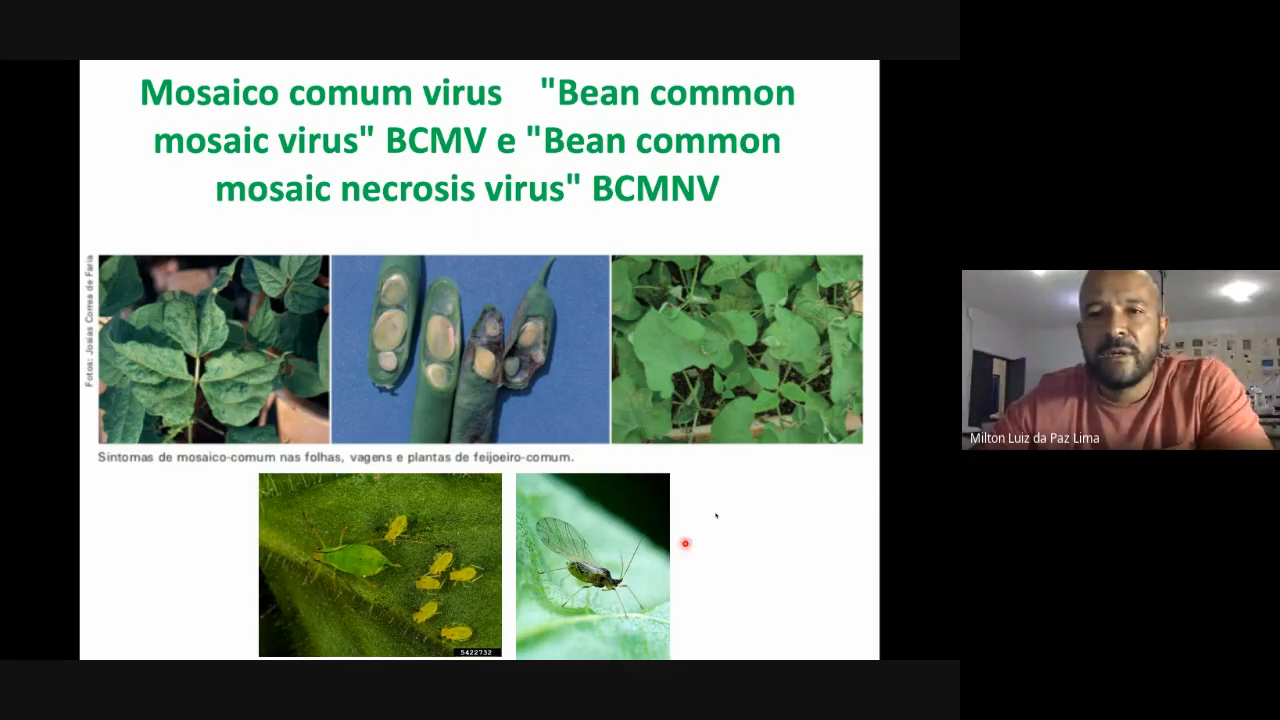 Mosaico comum virus "Bean common
mosaic virus" BCMV e "Bean common
mosaic necrosis virus" BCMNV
Fotos: Josias Correa de Faria
Sintomas de mosaico-comum nas folhas, vagens e plantas de feijoeiro-comum.
5422732
Milton Luiz da Paz Lima